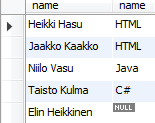 name name
Heikki Hasu HTML
Jaakko Kaakko HTML
Niilo Vasu Java
Taisto Kulma C#
Elin Heikkinen NULL